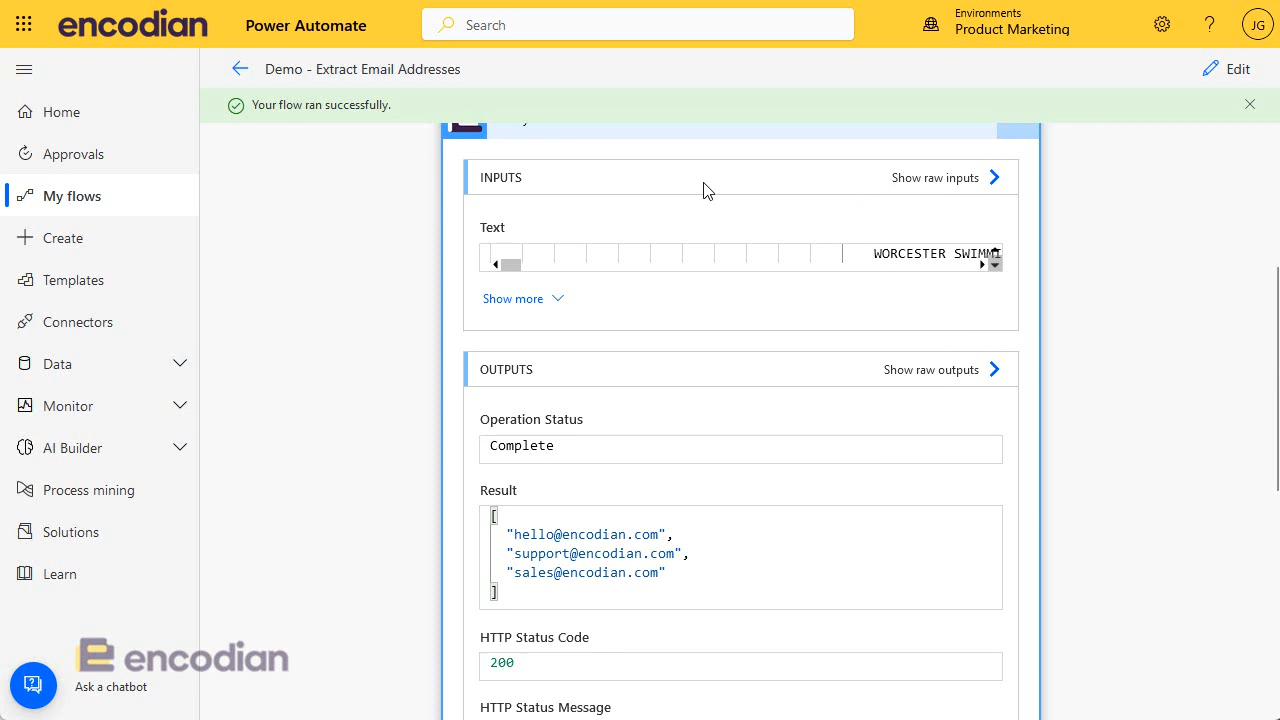 encodian
Power Automate
Search
Environments
Product Marketing
JG
Demo - Extract Email Addresses
Edit
Your flow ran successfully.
Home
Approvals
My flows
Create
Templates
Connectors
Data
Monitor
AI Builder
Process mining
Solutions
Learn
encodian
Ask a chatbot
INPUTS
Show raw inputs
Text
WORCESTER SWIMMI
Show more
OUTPUTS
Show raw outputs
Operation Status
Complete
Result
[
"hello@encodian.com",
"support@encodian.com",
"sales@encodian.com"
]
HTTP Status Code
200
HTTP Status Message